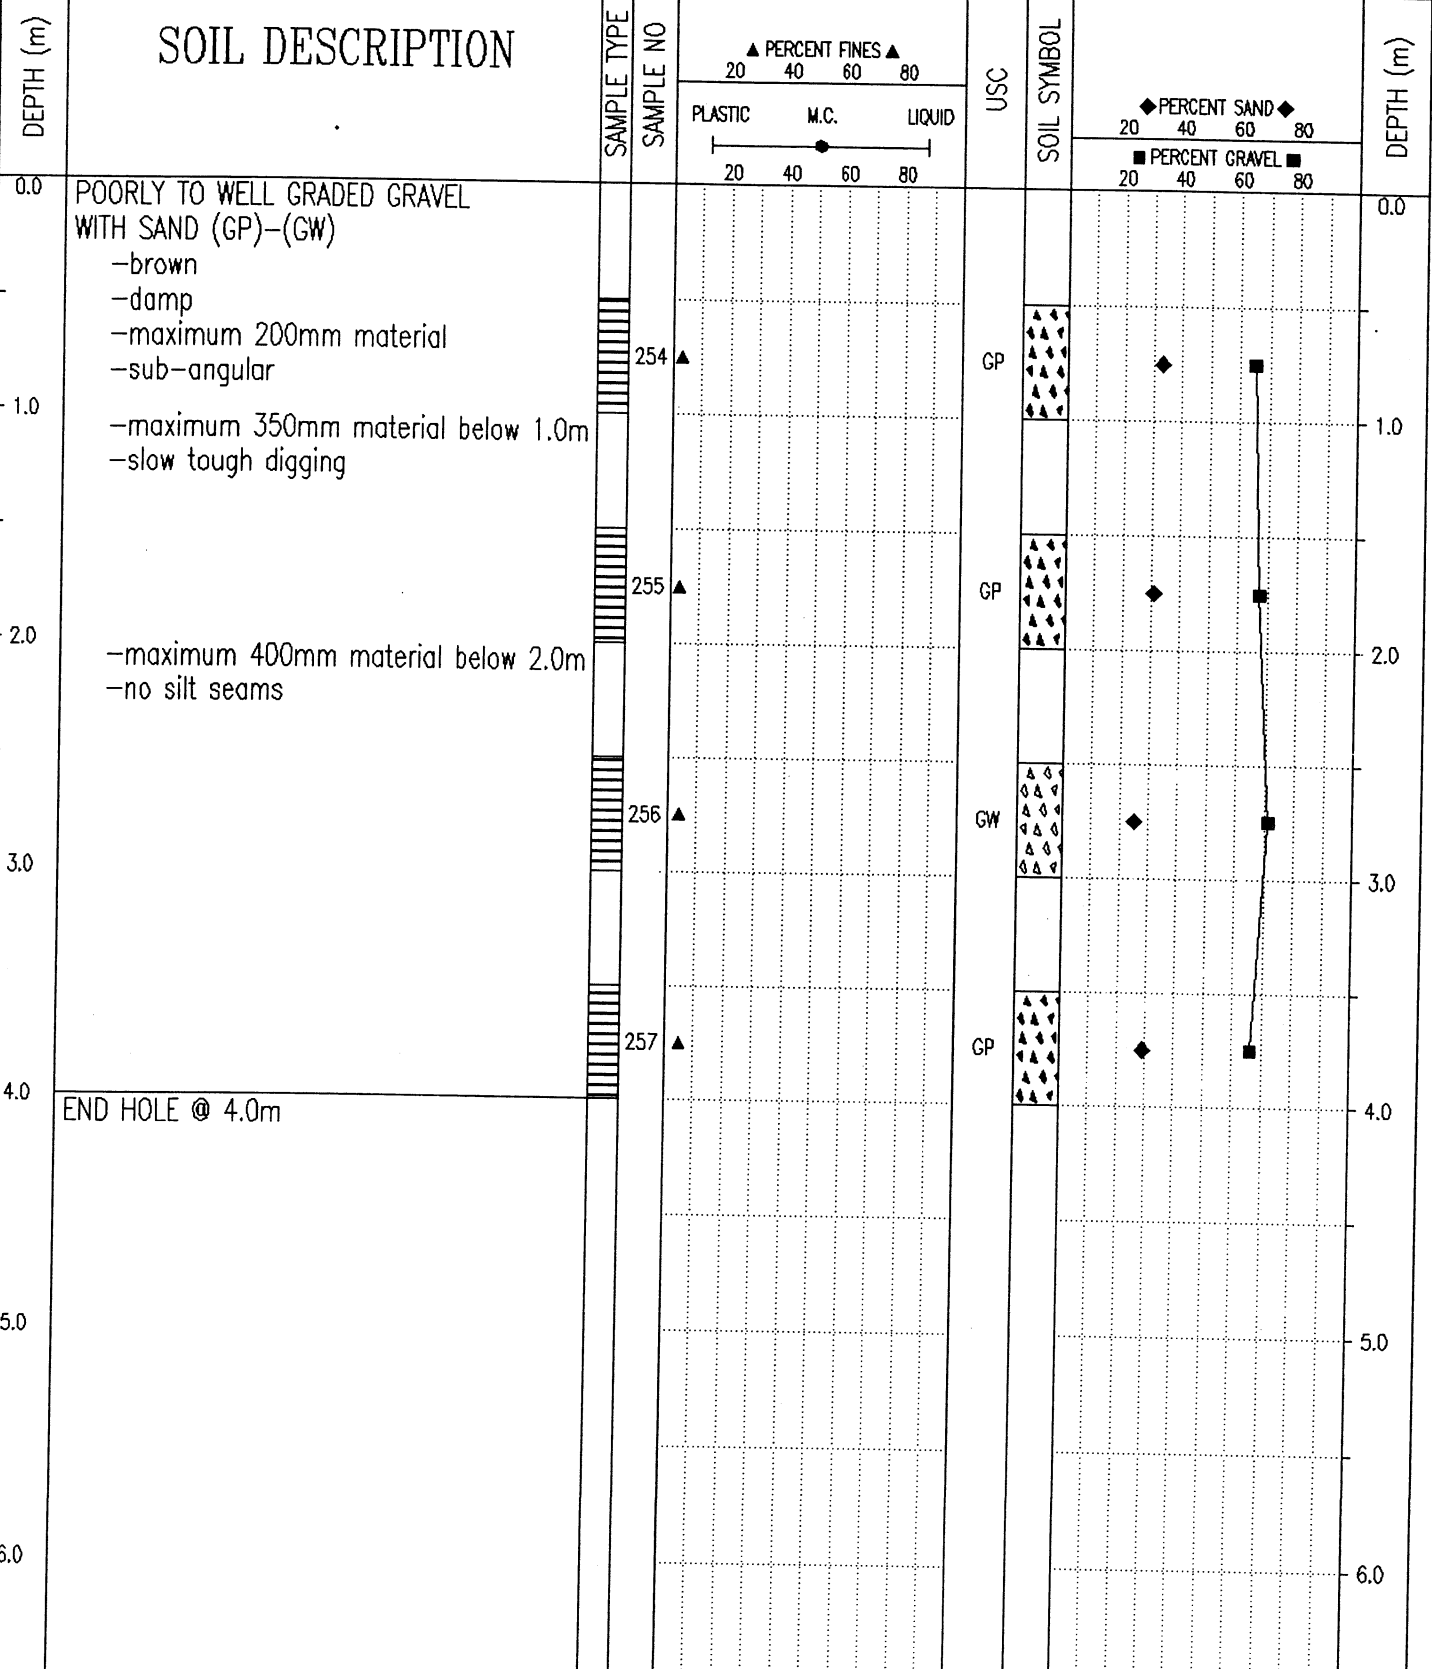 DEPTH (m)
SOIL DESCRIPTION
SAMPLE TYPE
SAMPLE NO
▲ PERCENT FINES ▲
20 40 60 80
PLASTIC M.C. LIQUID
20 40 60 80
USC
SOIL SYMBOL
◆PERCENT SAND◆
20 40 60 80
■ PERCENT GRAVEL ■
20 40 60 80
DEPTH (m)
0.0
POORLY TO WELL GRADED GRAVEL
WITH SAND (GP)-(GW)
-brown
-damp
-maximum 200mm material
-sub-angular
254
GP
0.0
1.0
-maximum 350mm material below 1.0m
-slow tough digging
1.0
255
GP
2.0
-maximum 400mm material below 2.0m
-no silt seams
2.0
256
GW
3.0
3.0
257
GP
4.0
END HOLE @ 4.0m
4.0
5.0
5.0
6.0
6.0